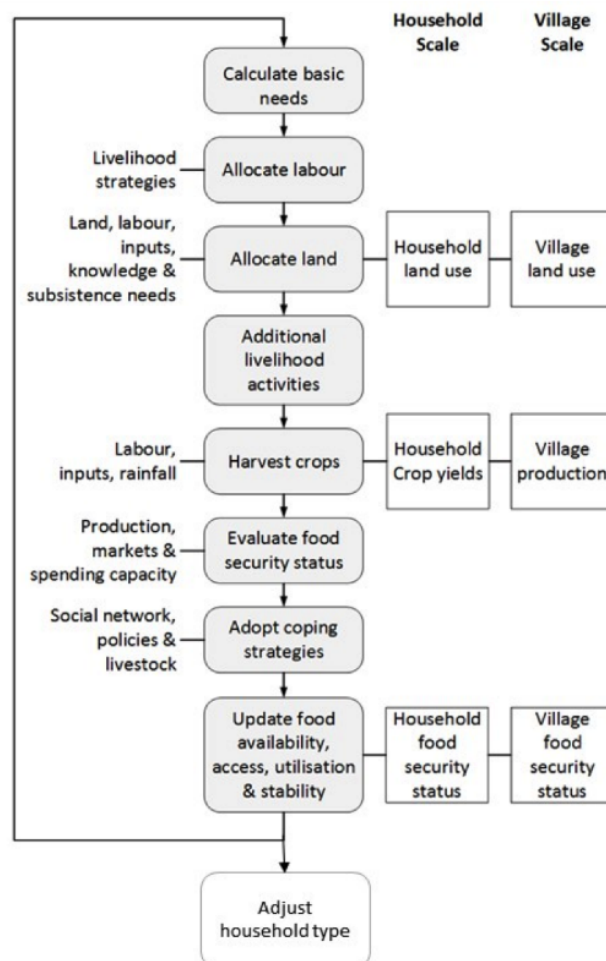 Household
Scale
Village
Scale
Calculate basic
needs
Livelihood
strategies
Allocate labour
Land, labour,
inputs,
knowledge &
subsistence needs
Allocate land
Household
land use
Village
land use
Additional
livelihood
activities
Labour,
inputs, rainfall
Harvest crops
Household
Crop yields
Village
production
Production,
markets &
spending capacity
Evaluate food
security status
Social network,
policies &
livestock
Adopt coping
strategies
Update food
availability,
access, utilisation
& stability
Household
food
security
status
Village
food
security
status
Adjust
household type